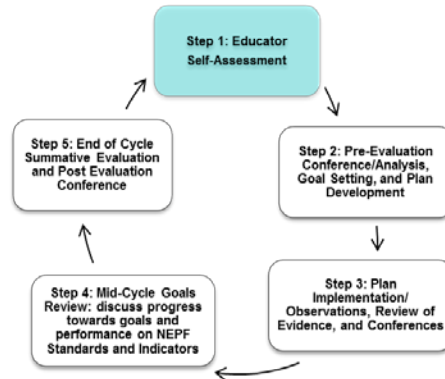 Step 1: Educator
Self-Assessment
Step 2: Pre-Evaluation
Conference/Analysis,
Goal Setting, and Plan
Development
Step 3: Plan
Implementation/
Observations, Review of
Evidence, and Conferences
Step 4: Mid-Cycle Goals
Review: discuss progress
towards goals and
performance on NEPF
Standards and Indicators
Step 5: End of Cycle
Summative Evaluation
and Post Evaluation
Conference